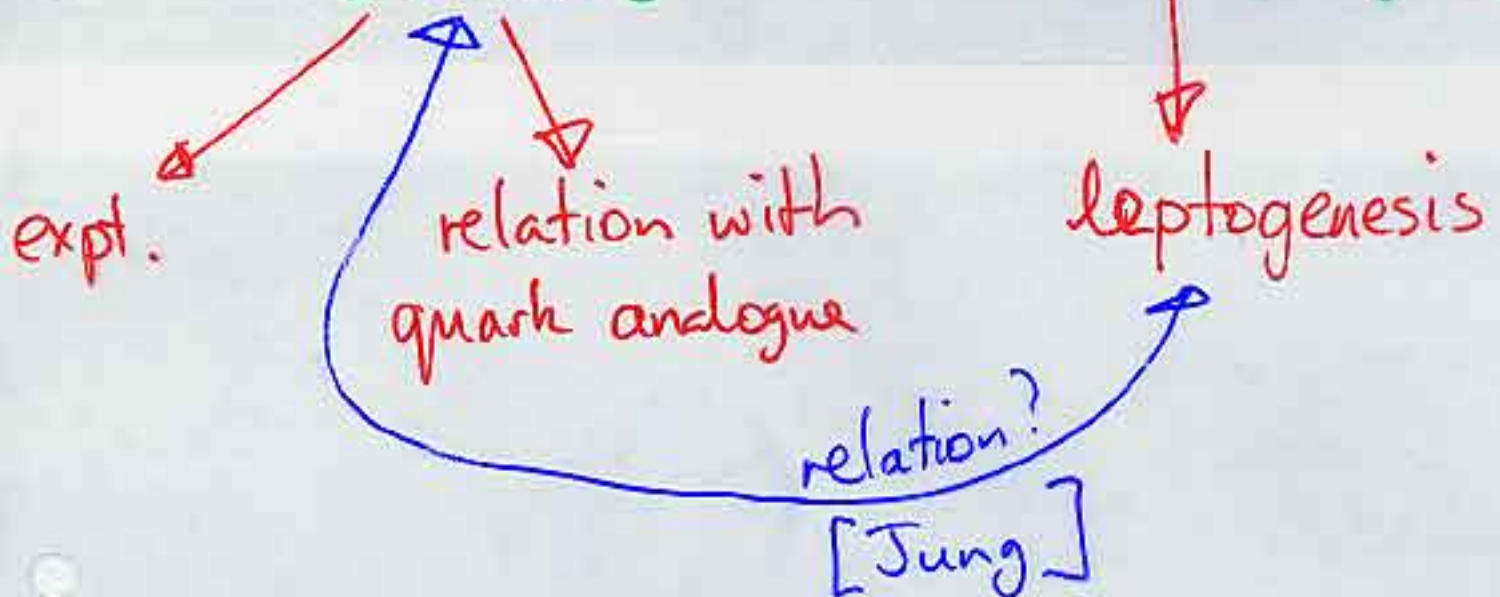 expt.
relation with
quark analogue
leptogenesis
relation?
[Jung]